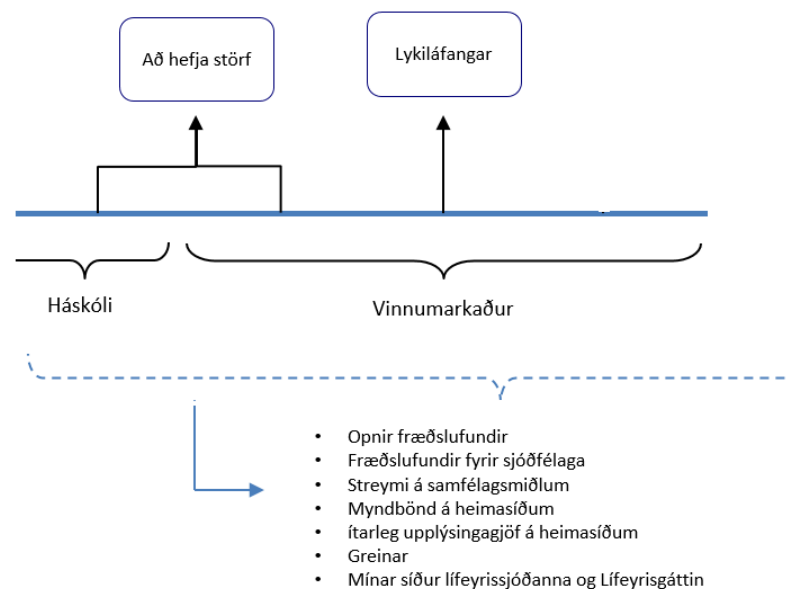 Að hefja störf
Lykiláfangar
Háskóli
Vinnumarkaður
• Opnir fræðslufundir
• Fræðslufundir fyrir sjóðfélaga
• Streymi á samfélagsmiðlum
• Myndbönd á heimasíðum
• ítarleg upplýsingagjöf á heimasíðum
• Greinar
• Mínar síður lífeyrissjóðanna og Lífeyrisgáttin